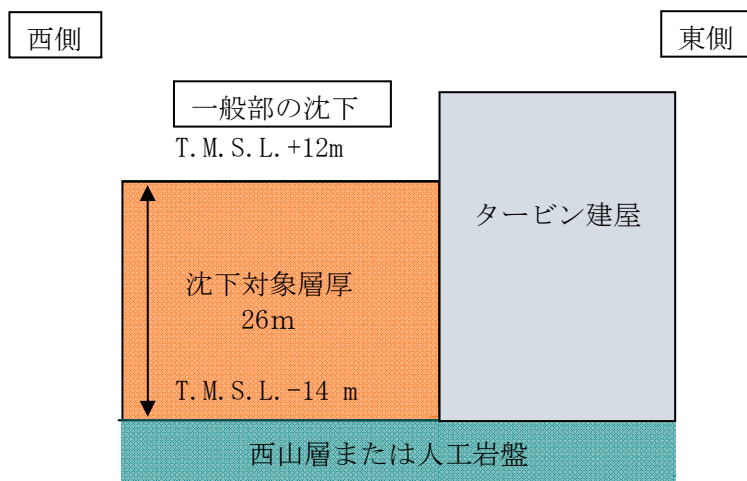 西側
東側
一般部の沈下
T.M.S.L.+12m
タービン建屋
沈下対象層厚
26m
T.M.S.L.-14 m
西山層または人工岩盤